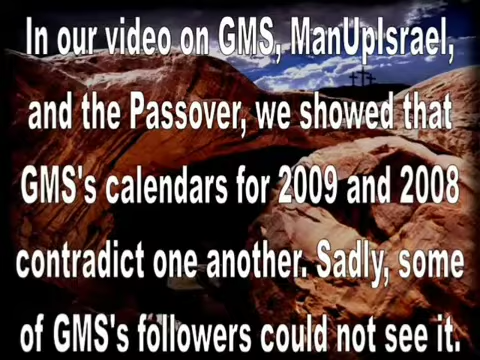 In our video on GMS, ManUpIsrael,
and the Passover, we showed that
GMS's calendars for 2009 and 2008
contradict one another. Sadly, some
of GMS's followers could not see it.